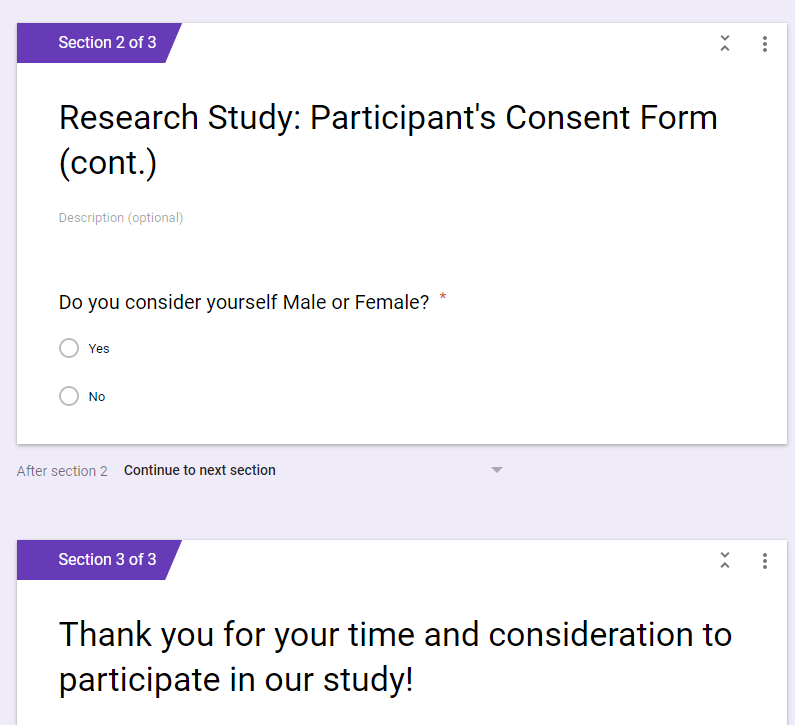 Section 2 of 3
Research Study: Participant's Consent Form
(cont.)
Description (optional)
Do you consider yourself Male or Female? *
Yes
No
After section 2 Continue to next section
Section 3 of 3
Thank you for your time and consideration to
participate in our study!